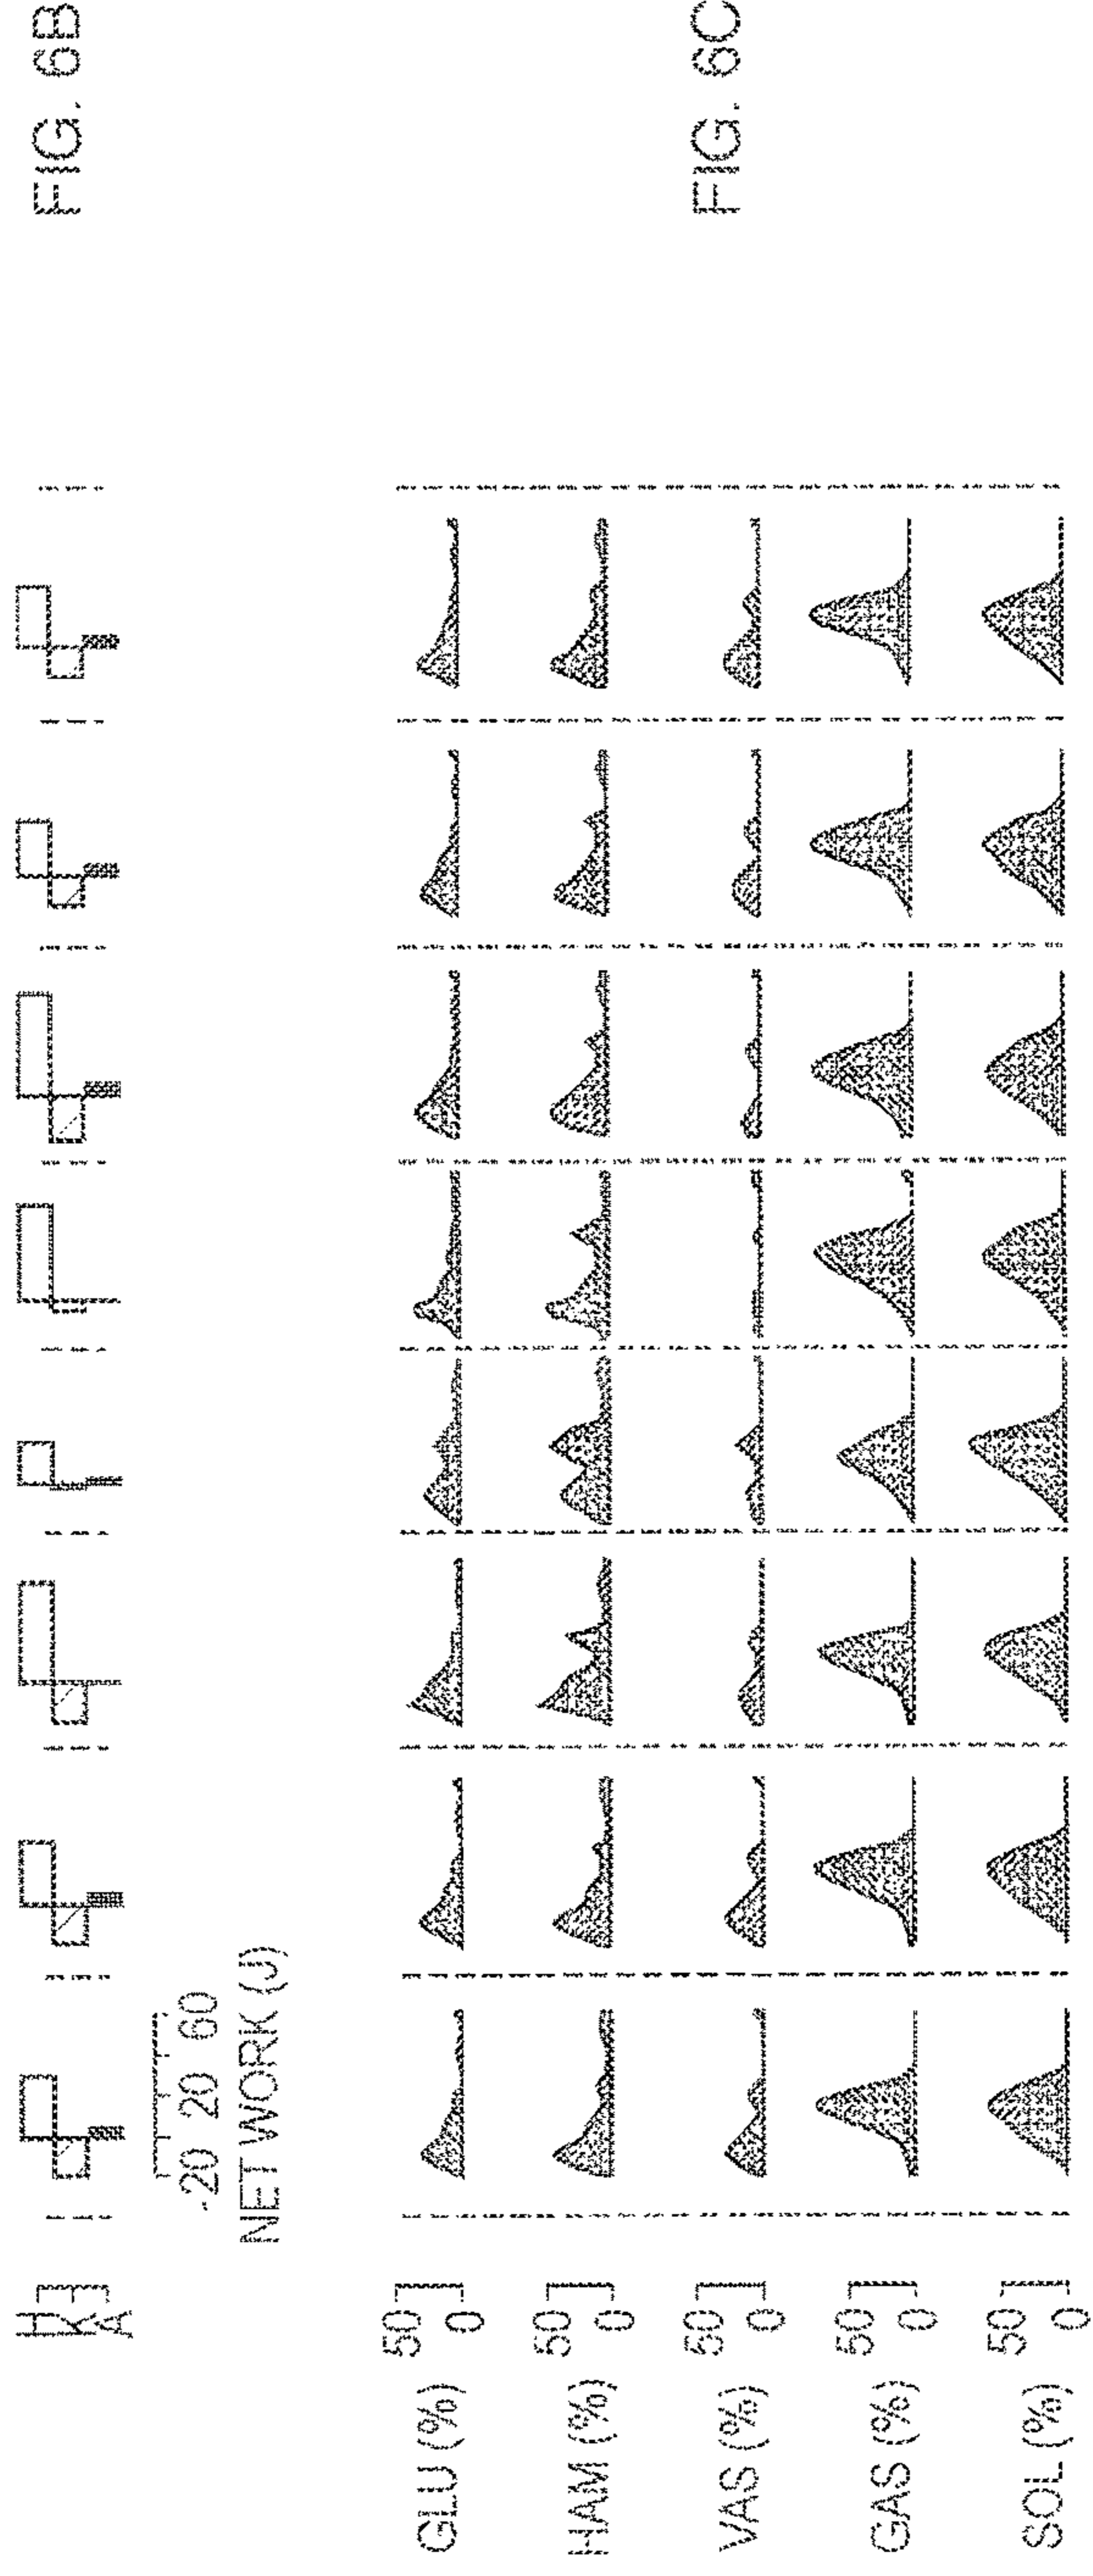 H
K
A
-20 20 60
NET WORK (J)
FIG. 6B
GLU (%)
50
0
HAM (%)
50
0
VAS (%)
50
0
GAS (%)
50
0
SOL (%)
50
0
FIG. 6C